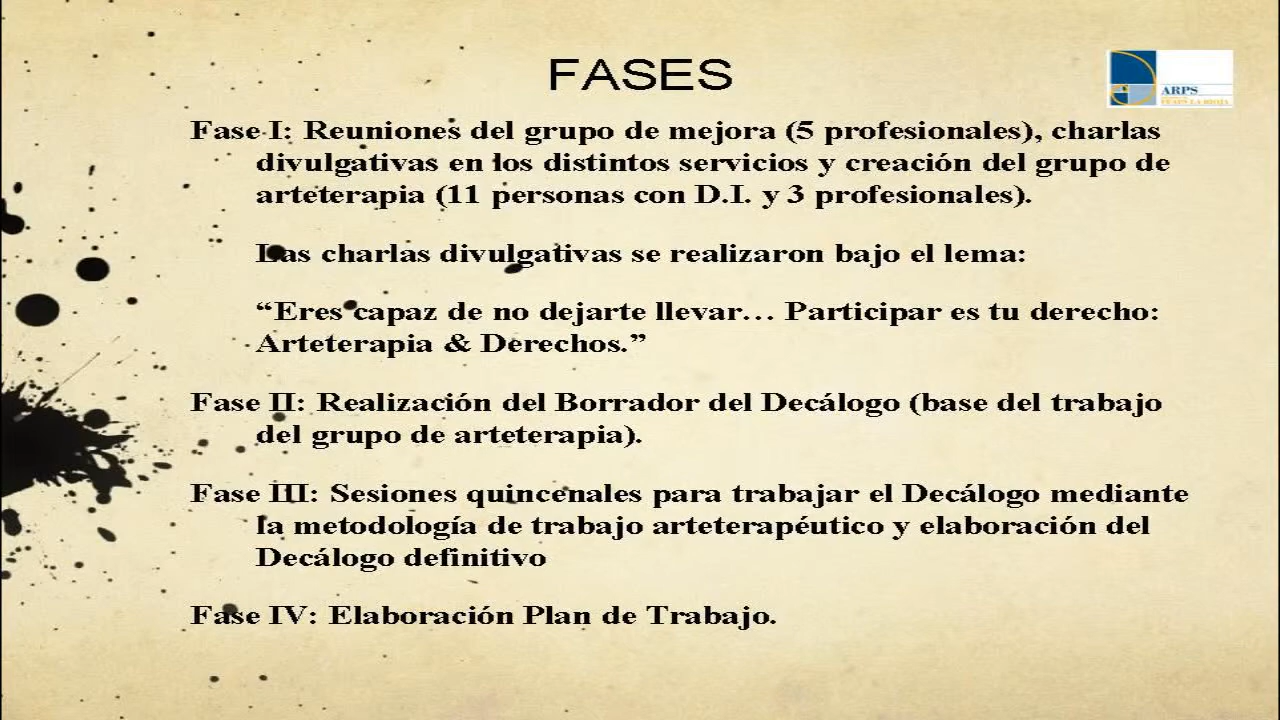 FASES
ARPS
FEAPS LA RIOJA
Fase I: Reuniones del grupo de mejora (5 profesionales), charlas
divulgativas en los distintos servicios y creación del grupo de
arteterapia (11 personas con D.I. y 3 profesionales).
Las charlas divulgativas se realizaron bajo el lema:
“Eres capaz de no dejarte llevar… Participar es tu derecho:
Arteterapia & Derechos.”
Fase II: Realización del Borrador del Decálogo (base del trabajo
del grupo de arteterapia).
Fase III: Sesiones quincenales para trabajar el Decálogo mediante
la metodología de trabajo arteterapéutico y elaboración del
Decálogo definitivo
Fase IV: Elaboración Plan de Trabajo.